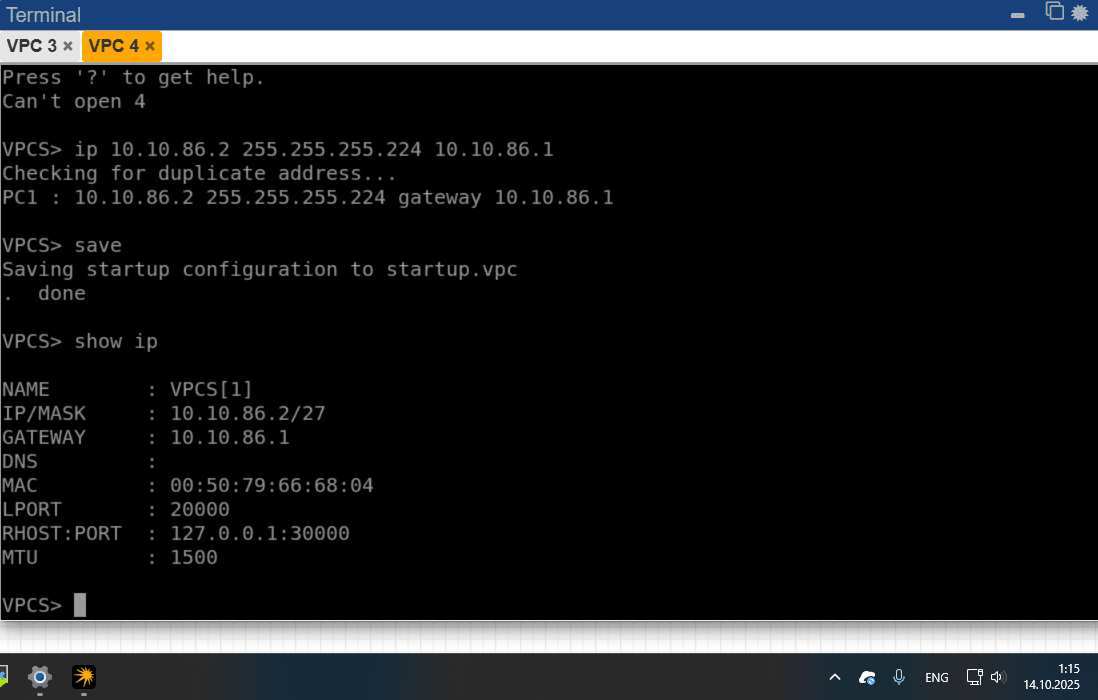 Terminal
VPC 3 × VPC 4 ×
Press '?' to get help.
Can't open 4
VPCS> ip 10.10.86.2 255.255.255.224 10.10.86.1
Checking for duplicate address...
PC1 : 10.10.86.2 255.255.255.224 gateway 10.10.86.1
VPCS> save
Saving startup configuration to startup.vpc
.  done
VPCS> show ip
NAME        : VPCS[1]
IP/MASK     : 10.10.86.2/27
GATEWAY     : 10.10.86.1
DNS         :
MAC         : 00:50:79:66:68:04
LPORT       : 20000
RHOST:PORT  : 127.0.0.1:30000
MTU         : 1500
VPCS>
ENG
1:15
14.10.2025